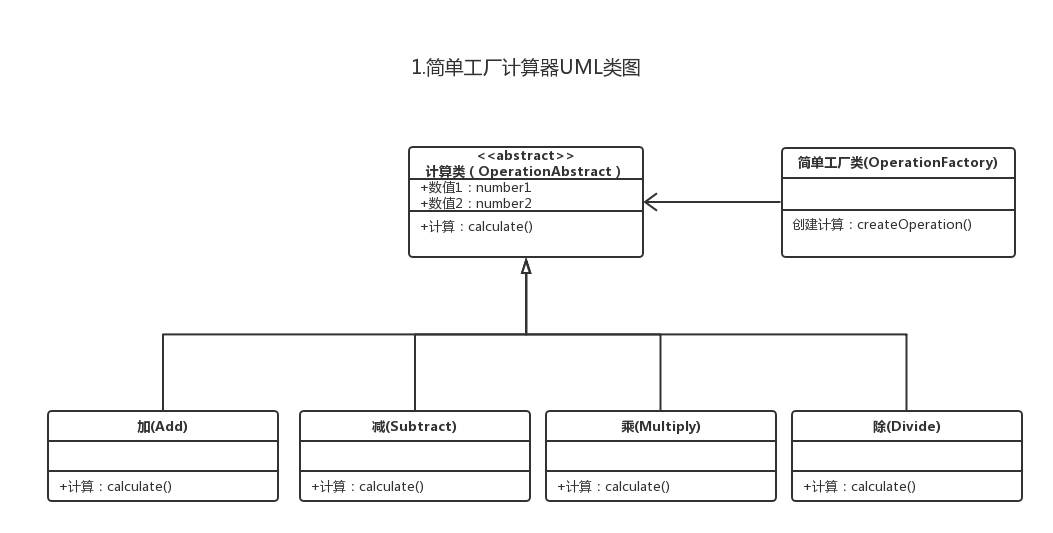 1.简单工厂计算器UML类图
<<abstract>>
计算类（OperationAbstract）
+数值1：number1
+数值2：number2
+计算：calculate()
简单工厂类(OperationFactory)
创建计算：createOperation()
加(Add)
+计算：calculate()
减(Subtract)
+计算：calculate()
乘(Multiply)
+计算：calculate()
除(Divide)
+计算：calculate()